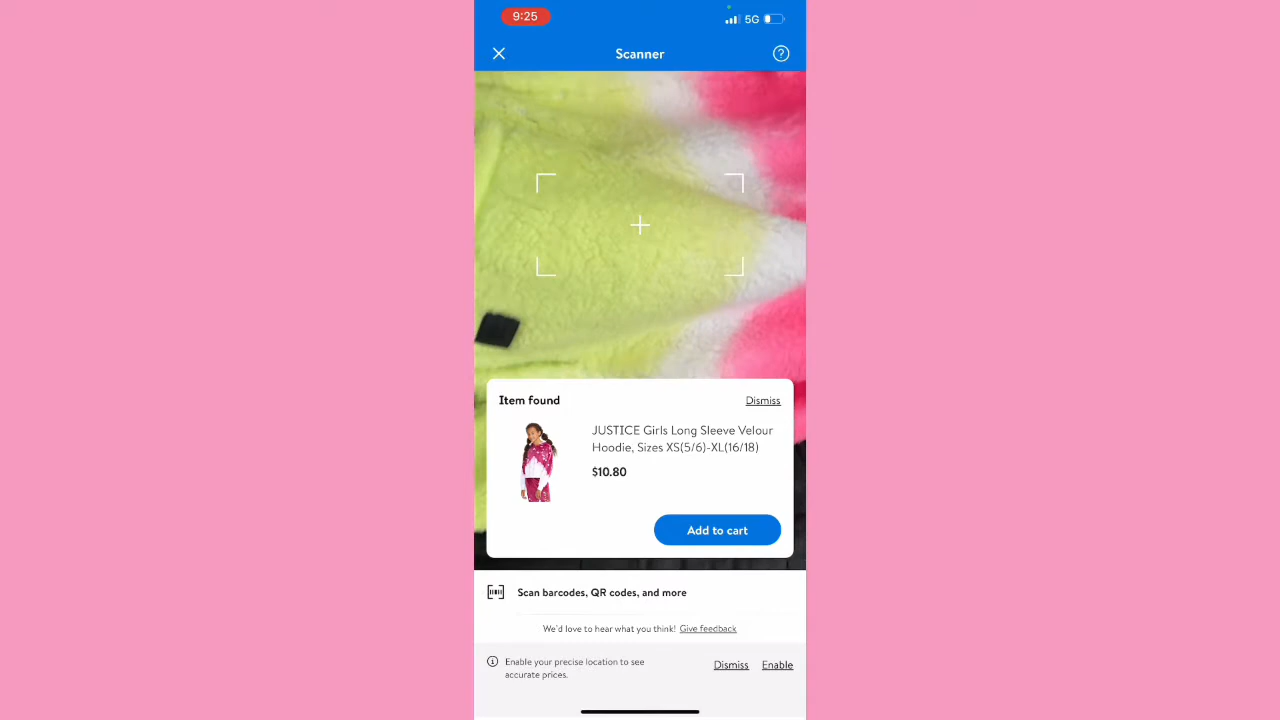 9:25
5G
Scanner
Item found
Dismiss
JUSTICE Girls Long Sleeve Velour
Hoodie, Sizes XS(5/6)-XL(16/18)
$10.80
Add to cart
Scan barcodes, QR codes, and more
We'd love to hear what you think! Give feedback
Enable your precise location to see
accurate prices.
Dismiss Enable